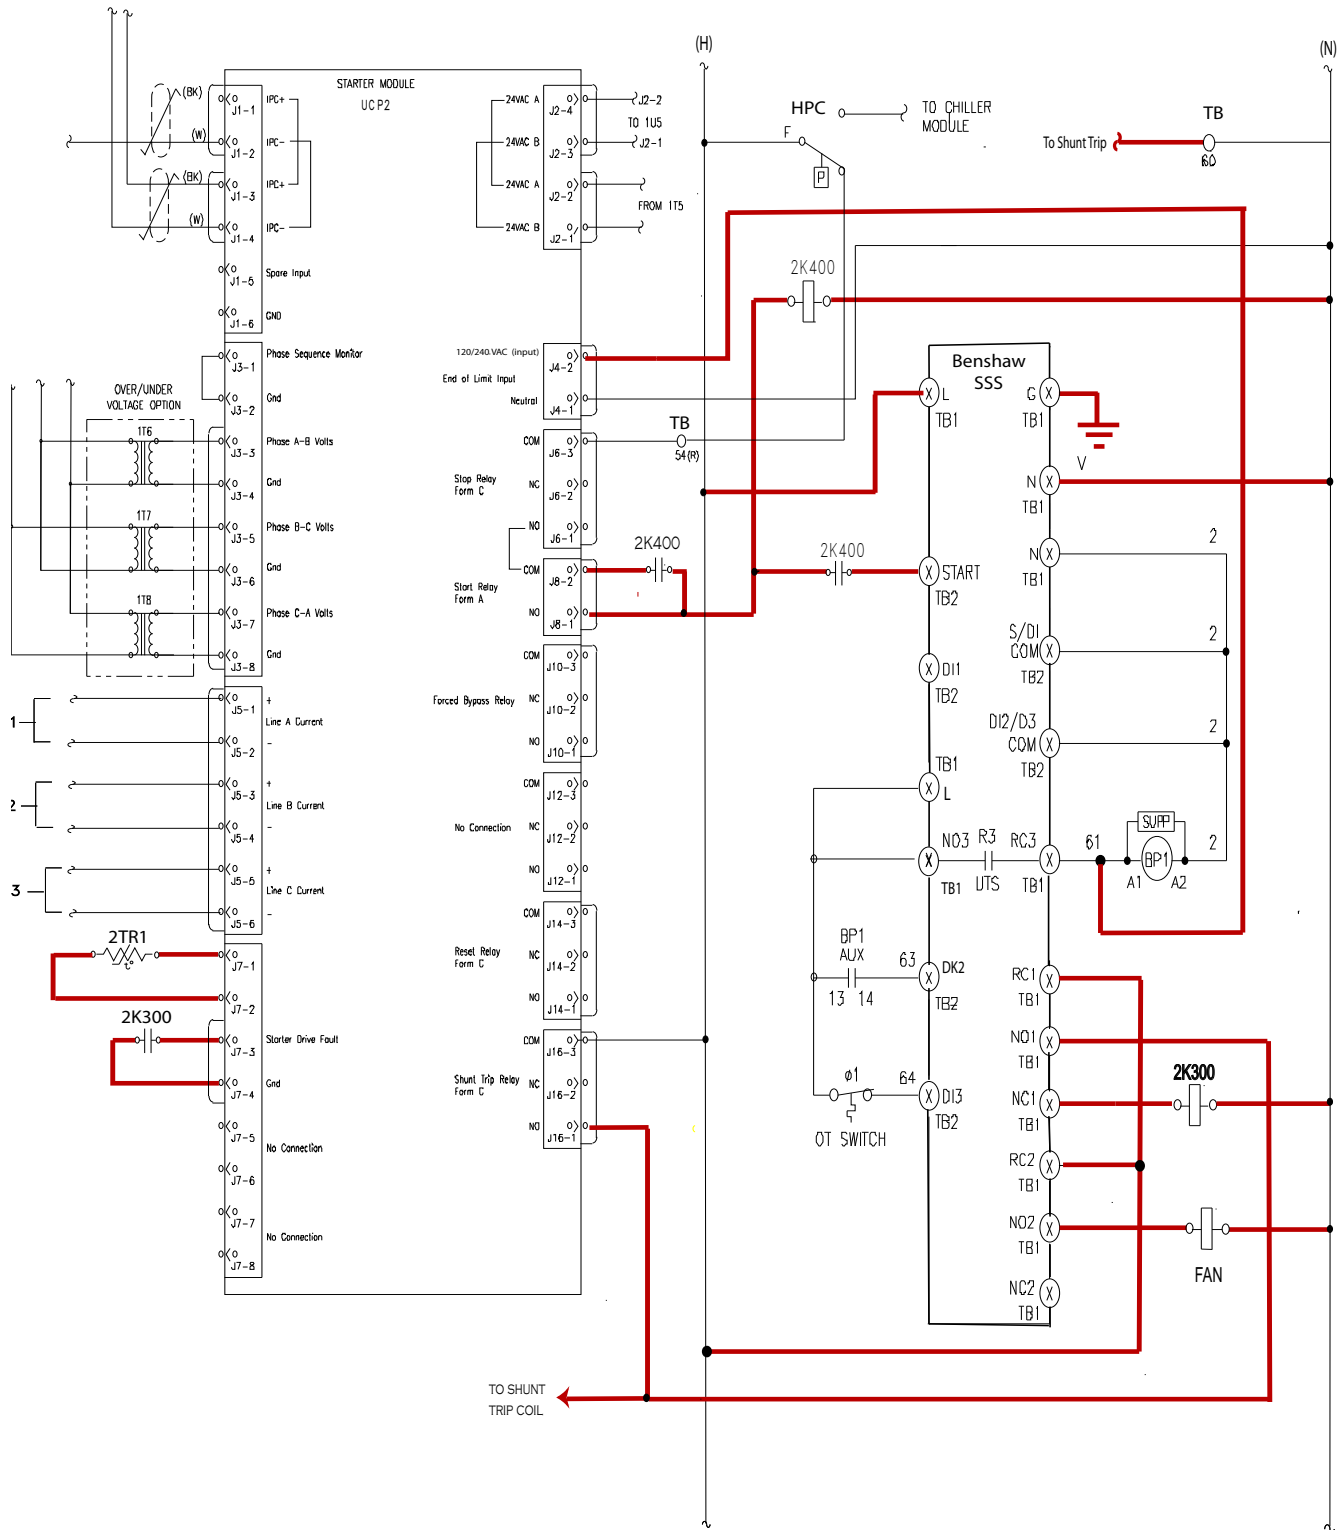 (H)
(N)
STARTER MODULE
UCP2
(BK)
J1-1
IPC+
(W)
J1-2
IPC-
(BK)
J1-3
IPC+
(W)
J1-4
IPC-
J1-5
Spare Input
J1-6
GND
24VAC A
J2-4
J2-2
TO 1U5
24VAC B
J2-3
J2-1
24VAC A
J2-2
FROM 1T5
24VAC B
J2-1
HPC
TO CHILLER
MODULE
F
P
TB
To Shunt Trip
60
2K400
J3-1
Phase Sequence Monitor
J3-2
Gnd
OVER/UNDER
VOLTAGE OPTION
1T6
J3-3
Phase A-B Volts
J3-4
Gnd
1T7
J3-5
Phase B-C Volts
J3-6
Gnd
1T8
J3-7
Phase C-A Volts
J3-8
Gnd
120/240 VAC (input)
J4-2
End of Limit Input
Neutral
J4-1
COM
J6-3
TB
54(R)
Stop Relay
Form C
NC
J6-2
NO
J6-1
2K400
COM
J8-2
Start Relay
Form A
NO
J8-1
COM
J10-3
Forced Bypass Relay
NC
J10-2
NO
J10-1
COM
J12-3
No Connection
NC
J12-2
NO
J12-1
COM
J14-3
Reset Relay
Form C
NC
J14-2
NO
J14-1
COM
J16-3
Shunt Trip Relay
Form C
NC
J16-2
NO
J16-1
1
J5-1
+
Line A Current
J5-2
-
2
J5-3
+
Line B Current
J5-4
-
3
J5-5
+
Line C Current
J5-6
-
2TR1
t°
J7-1
J7-2
2K300
J7-3
Starter Drive Fault
J7-4
Gnd
J7-5
No Connection
J7-6
J7-7
No Connection
J7-8
Benshaw
SSS
L
TB1
G
TB1
V
N
TB1
2K400
START
TB2
N
TB1
2
DI1
TB2
S/DI
COM
TB2
2
DI2/D3
COM
TB2
2
TB1
L
NO3
TB1
R3
UTS
RC3
TB1
61
SUPP
BP1
A1
A2
2
BP1
AUX
13 14
63
DK2
TB2
ø1
OT SWITCH
64
DI3
TB2
RC1
TB1
NO1
TB1
NC1
TB1
2K300
RC2
TB1
NO2
TB1
FAN
NC2
TB1
TO SHUNT
TRIP COIL